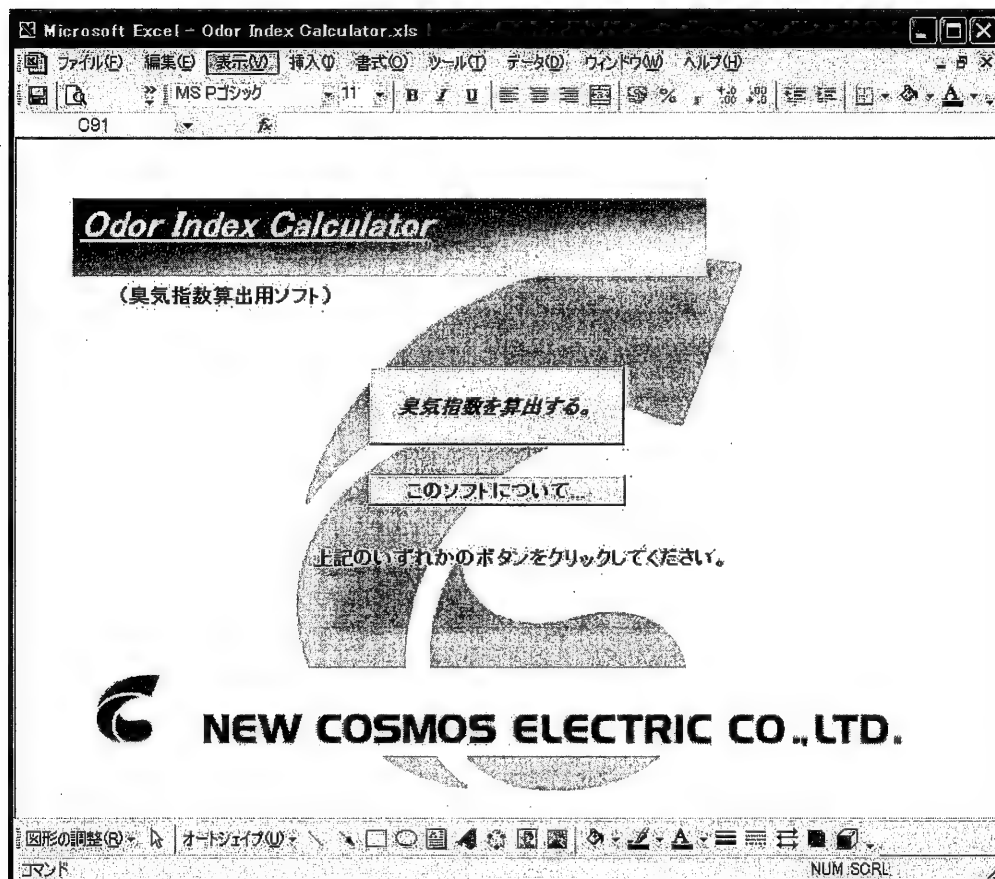 Microsoft Excel - Odor Index Calculator.xls
ファイル(F) 編集(E) 表示(V) 挿入(I) 書式(O) ツール(T) データ(D) ウィンドウ(W) ヘルプ(H)
MS Pゴシック 11 B I U % ,
O91 fx
Odor Index Calculator
(臭気指数算出用ソフト)
臭気指数を算出する。
このソフトについて...
上記のいずれかのボタンをクリックしてください。
NEW COSMOS ELECTRIC CO.,LTD.
図形の調整(R) オートシェイプ(U)
コマンド NUM SCRL